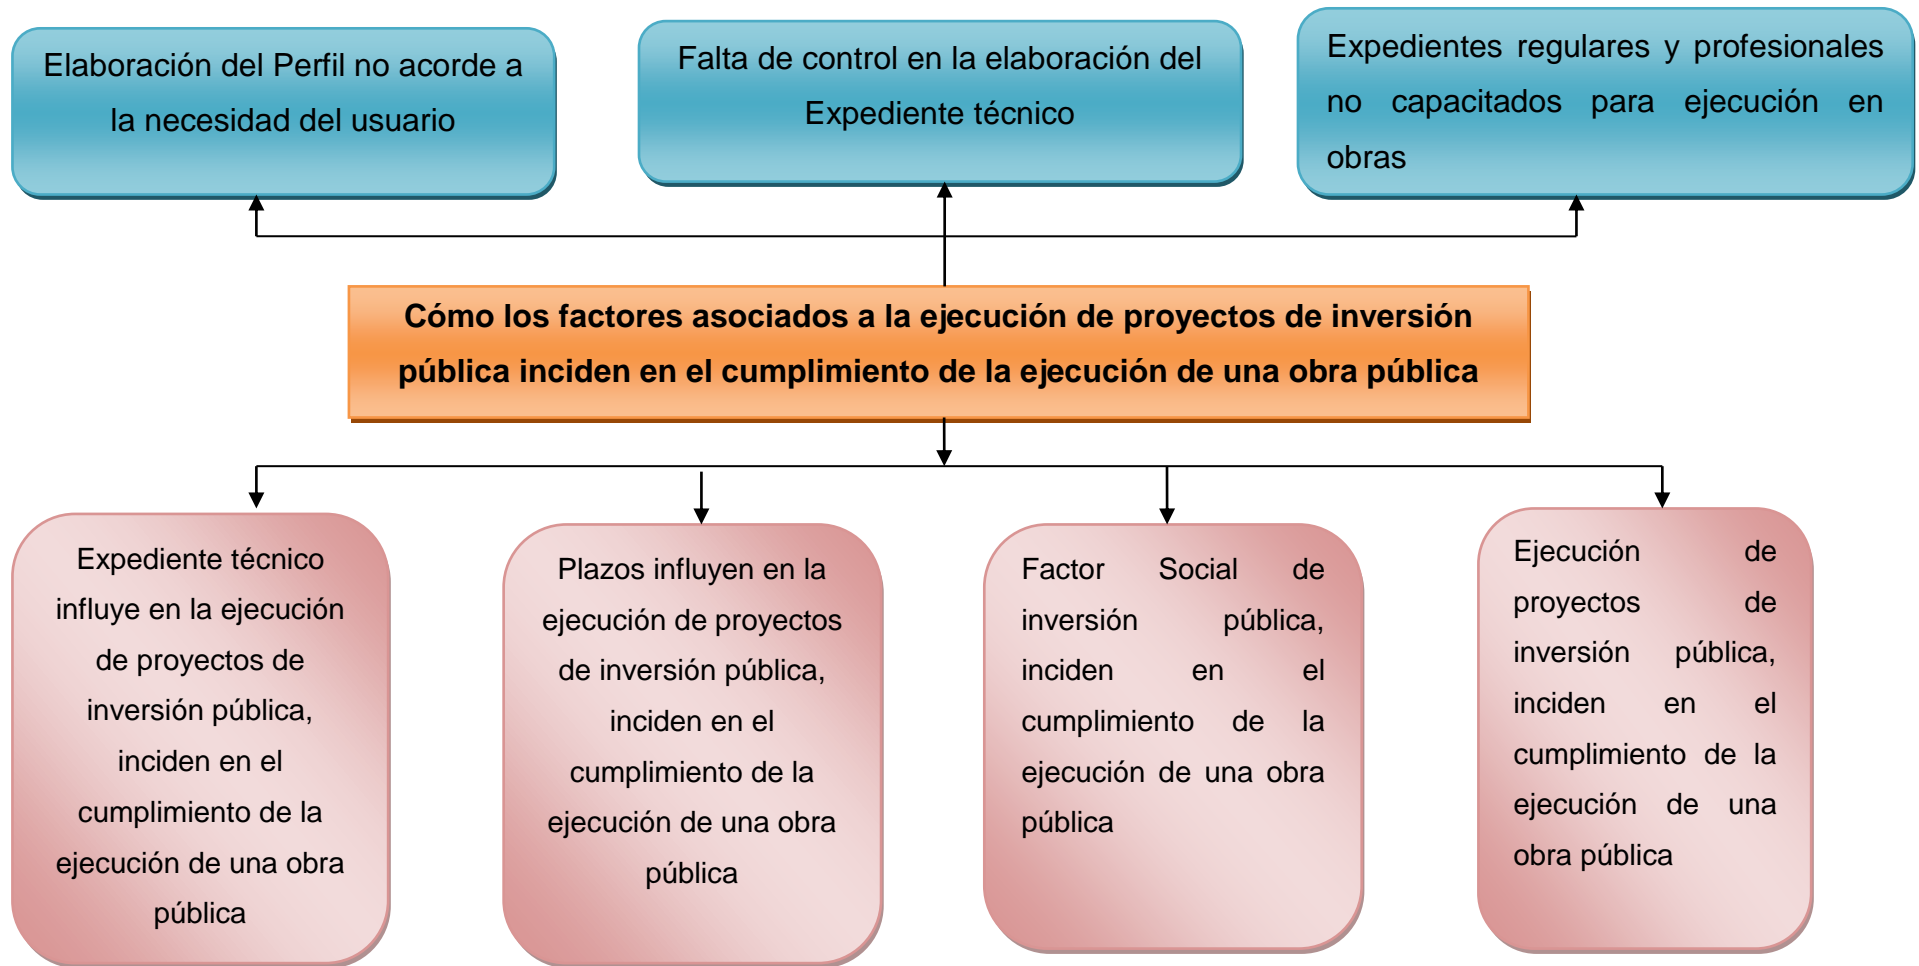 Elaboración del Perfil no acorde a
la necesidad del usuario
Falta de control en la elaboración del
Expediente técnico
Expedientes regulares y profesionales
no capacitados para ejecución en
obras
Cómo los factores asociados a la ejecución de proyectos de inversión
pública inciden en el cumplimiento de la ejecución de una obra pública
Expediente técnico
influye en la ejecución
de proyectos de
inversión pública,
inciden en el
cumplimiento de la
ejecución de una obra
pública
Plazos influyen en la
ejecución de proyectos
de inversión pública,
inciden en el
cumplimiento de la
ejecución de una obra
pública
Factor Social de
inversión pública,
inciden en el
cumplimiento de la
ejecución de una obra
pública
Ejecución de
proyectos de
inversión pública,
inciden en el
cumplimiento de la
ejecución de una
obra pública